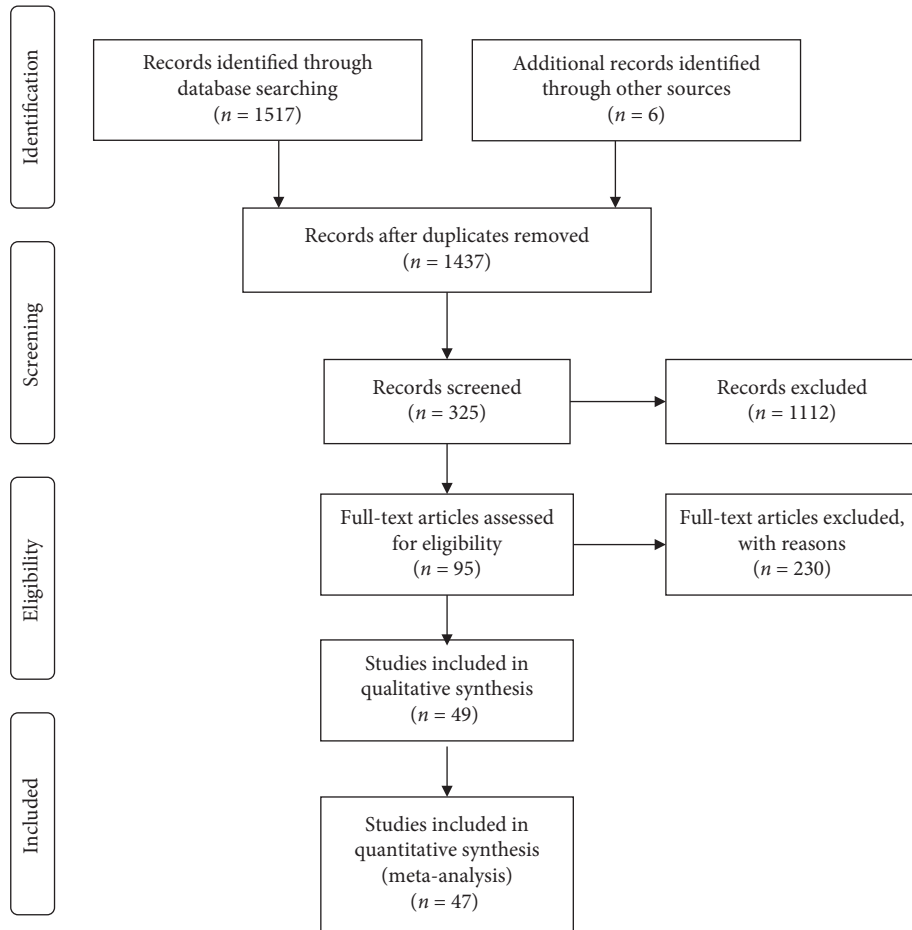 Identification
Records identified through
database searching
(n = 1517)
Additional records identified
through other sources
(n = 6)
Records after duplicates removed
(n = 1437)
Screening
Records screened
(n = 325)
Records excluded
(n = 1112)
Eligibility
Full-text articles assessed
for eligibility
(n = 95)
Full-text articles excluded,
with reasons
(n = 230)
Studies included in
qualitative synthesis
(n = 49)
Included
Studies included in
quantitative synthesis
(meta-analysis)
(n = 47)